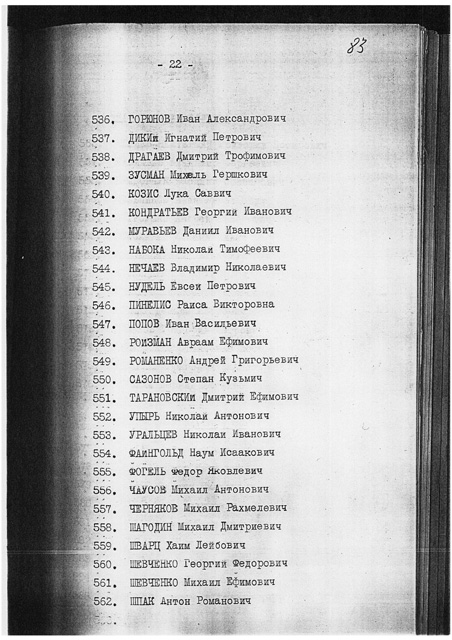 83
- 22 -
536. ГОРЮНОВ Иван Александрович
537. ДИКИй Игнатий Петрович
538. ДРАГАЕВ Дмитрий Трофимович
539. ЗУСМАН Михаль Гершкович
540. КОЗИС Лука Саввич
541. КОНДРАТЬЕВ Георгий Иванович
542. МУРАВЬЕВ Даниил Иванович
543. НАБОКА Николай Тимофеевич
544. НЕЧАЕВ Владимир Николаевич
545. НУДЕЛЬ Евсей Петрович
546. ПИНЕЛИС Раиса Викторовна
547. ПОПОВ Иван Васильевич
548. РОЙЗМАН Авраам Ефимович
549. РОМАНЕНКО Андрей Григорьевич
550. САЗОНОВ Степан Кузьмич
551. ТАРАНОВСКИй Дмитрий Ефимович
552. УПЫРЬ Николай Антонович
553. УРАЛЬЦЕВ Николай Иванович
554. ФАЙНГОЛЬД Наум Исаакович
555. ФОГЕЛЬ Федор Яковлевич
556. ЧАУСОВ Михаил Антонович
557. ЧЕРНЯКОВ Михаил Рахмелевич
558. ШАГОДИН Михаил Дмитриевич
559. ШВАРЦ Хаим Лейбович
560. ШЕВЧЕНКО Георгий Федорович
561. ШЕВЧЕНКО Михаил Ефимович
562. ШПАК Антон Романович